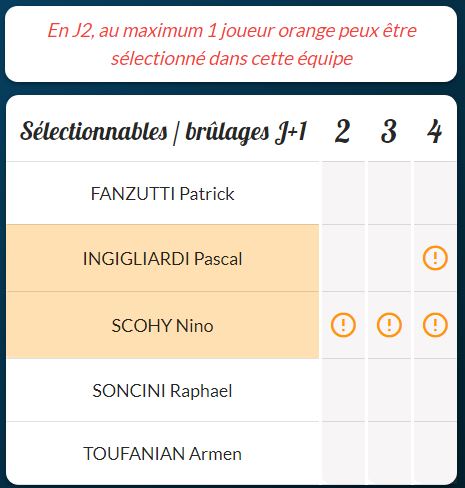 En J2, au maximum 1 joueur orange peux être
sélectionné dans cette équipe
Sélectionnables / brûlages J+1 2 3 4
FANZUTTI Patrick
INGIGLIARDI Pascal
SCOHY Nino
SONCINI Raphael
TOUFANIAN Armen